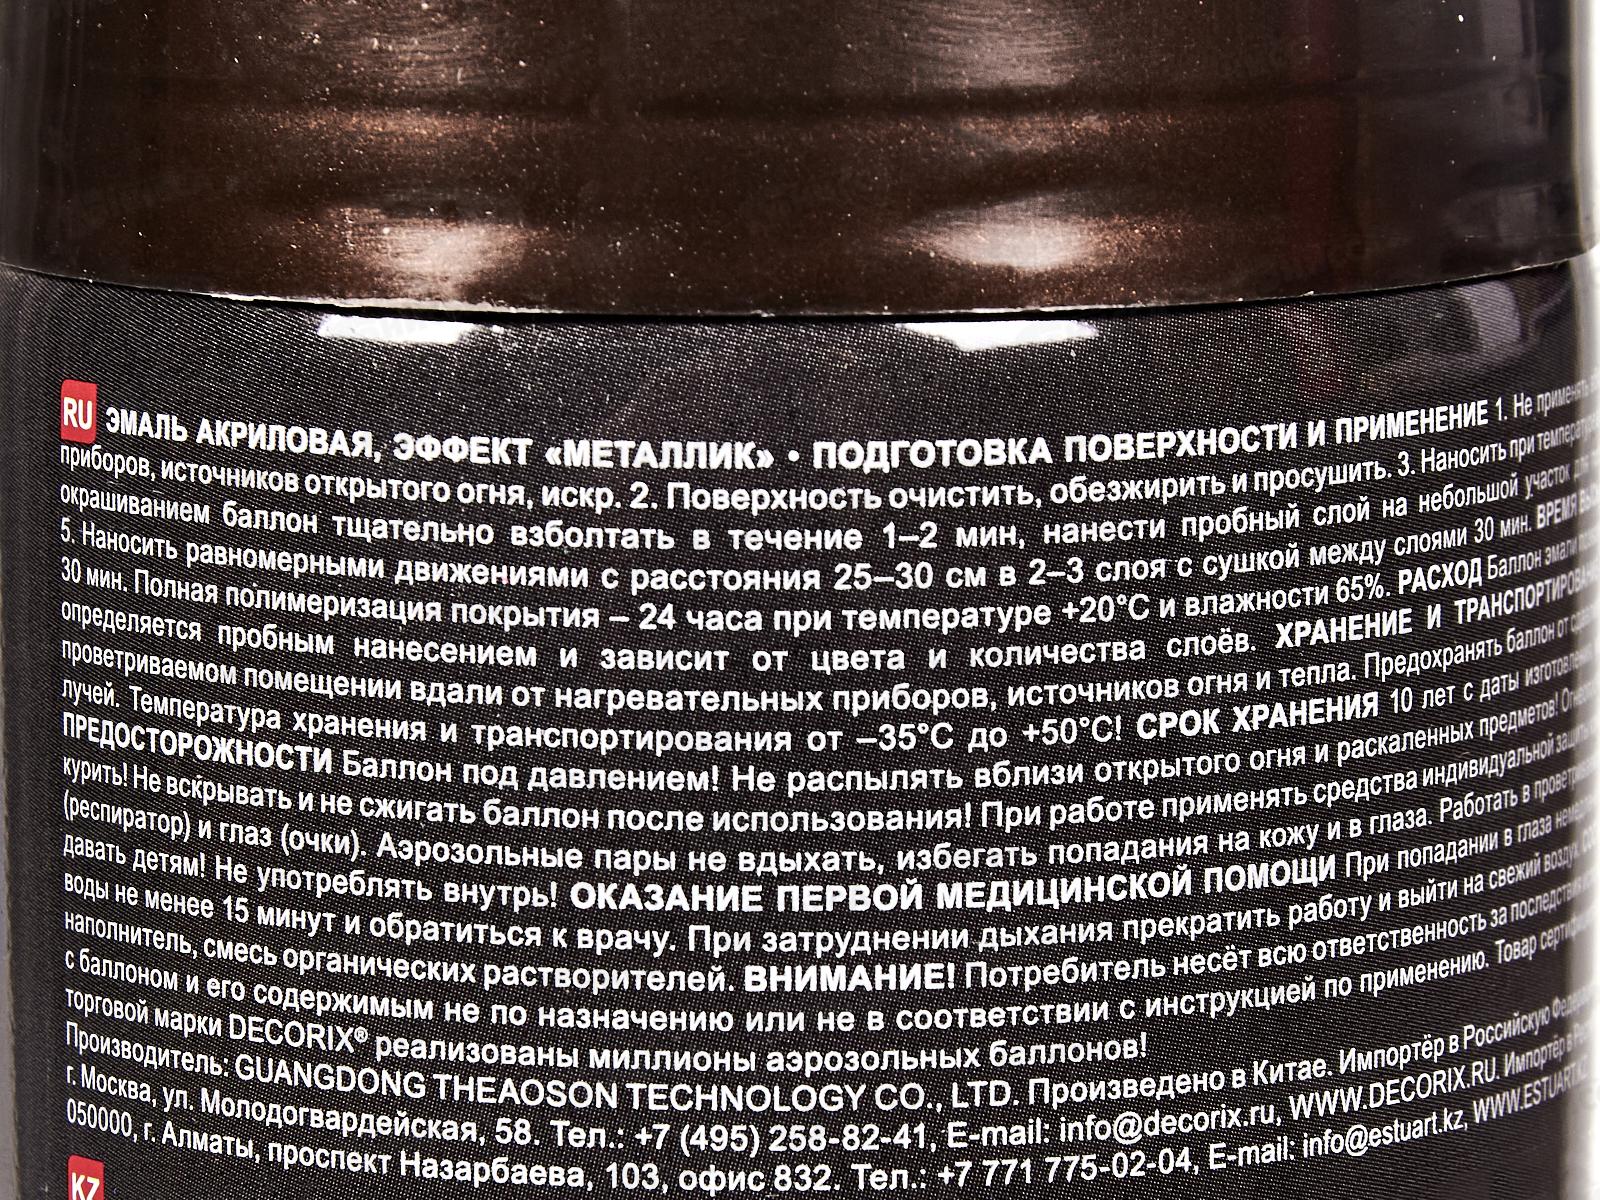 RU ЭМАЛЬ АКРИЛОВАЯ, ЭФФЕКТ «МЕТАЛЛИК» • ПОДГОТОВКА ПОВЕРХНОСТИ И ПРИМЕНЕНИЕ 1. Не применять
приборов, источников открытого огня, искр. 2. Поверхность очистить, обезжирить и просушить. 3. Наносить при
окрашиванием баллон тщательно взболтать в течение 1–2 мин, нанести пробный слой на небольшой участок для
5. Наносить равномерными движениями с расстояния 25–30 см в 2–3 слоя с сушкой между слоями 30 мин. ВРЕМЯ
30 мин. Полная полимеризация покрытия – 24 часа при температуре +20°C и влажности 65%. РАСХОД Баллон эмали
определяется пробным нанесением и зависит от цвета и количества слоёв. ХРАНЕНИЕ И
проветриваемом помещении вдали от нагревательных приборов, источников огня и тепла. Предохранять баллон от
лучей. Температура хранения и транспортирования от –35°C до +50°C! СРОК ХРАНЕНИЯ 10 лет с даты
ПРЕДОСТОРОЖНОСТИ Баллон под давлением! Не распылять вблизи открытого огня и раскаленных предметов!
курить! Не вскрывать и не сжигать баллон после использования! При работе применять средства индивидуальной защиты
(респиратор) и глаз (очки). Аэрозольные пары не вдыхать, избегать попадания на кожу и в глаза. Работать в
давать детям! Не употреблять внутрь! ОКАЗАНИЕ ПЕРВОЙ МЕДИЦИНСКОЙ ПОМОЩИ При попадании в глаза
воды не менее 15 минут и обратиться к врачу. При затруднении дыхания прекратить работу и выйти на свежий воздух.
наполнитель, смесь органических растворителей. ВНИМАНИЕ! Потребитель несёт всю ответственность за последствия
с баллоном и его содержимым не по назначению или не в соответствии с инструкцией по применению. Товар
торговой марки DECORIX® реализованы миллионы аэрозольных баллонов!
Производитель: GUANGDONG THEAOSON TECHNOLOGY CO., LTD. Произведено в Китае. Импортёр в Российскую
г. Москва, ул. Молодогвардейская, 58. Тел.: +7 (495) 258-82-41, E-mail: info@decorix.ru, WWW.DECORIX.RU. Импортёр в
050000, г. Алматы, проспект Назарбаева, 103, офис 832. Тел.: +7 771 775-02-04, E-mail: info@estuart.kz, WWW.ESTUART.KZ
KZ